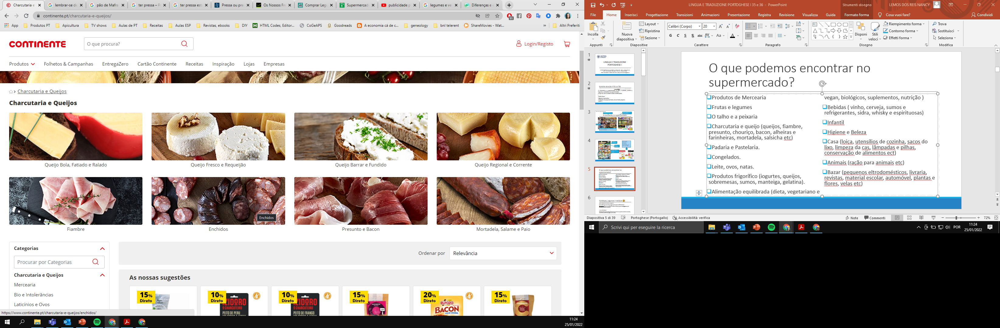 Charcutaria e
lembrar-se de
pão de Mafra
ter pressa – P
ter pressa est
Pressa ou pre
Os Nossos Fre
Comprar Leg
Supermercad
publicidade p
legumes e ve
Diferenças e
continente.pt/charcutaria-e-queijos/
11
App
Produtos PT
Apicultura
TV shows
Aulas de PT
Receitas
Aulas ESP
Revistas, ebooks
DIY
HTML Codes, Editor...
CoGeAPS
Goodreads
A economia cá de c...
geneology
bnl telerent
ShareMovies - Wat...
»
Altri Preferiti
CONTINENTE
O que procura?
Login/Registo
Produtos
Folhetos & Campanhas
EntregaZero
Cartão Continente
Receitas
Inspiração
Lojas
Empresas
Charcutaria e Queijos
Charcutaria e Queijos
Queijo Bola, Fatiado e Ralado
Queijo Fresco e Requeijão
Queijo Barrar e Fundido
Queijo Regional e Corrente
Enchidos
Fiambre
Enchidos
Presunto e Bacon
Mortadela, Salame e Paio
Categorias
Procurar por Categorias
Charcutaria e Queijos
Mercearia
Bio e Intolerâncias
Laticínios e Ovos
Ordenar por
Relevância
As nossas sugestões
15%
Direto
10%
Direto
IZIDORO
O CHARCUTEIRO
PEITO DE PERU
10%
Direto
IZIDORO
O CHARCUTEIRO
PEITO DE FRANGO
15%
Direto
20%
Direto
ELPOZO
BACON
SABOR ORIGINAL
15%
Direto
https://www.continente.pt/charcutaria-e-queijos/enchidos/
11:24
25/01/2022
LINGUA E TRADUZIONE PORTOGHESE I 35 e 36 - PowerPoint
Strumenti disegno
LEMOS DOS REIS NANCY
File
Home
Inserisci
Progettazione
Transizioni
Animazioni
Presentazione
Registra
Revisione
Visualizza
Guida
Formato forma
Cosa vuoi fare?
Condividi
Incolla
Appunti
Nuova
diapositiva
Layout
Ripristina
Sezione
Diapositive
Calibri (Corpo)
20
G C S S abc AV Aa A
Carattere
Paragrafo
Disponi
Stili
veloci
Riempimento forma
Contorno forma
Effetti forma
Disegno
Trova
Sostituisci
Seleziona
Modifica
1
LINGUA E TRADUZIONE
PORTOGHESE I
2
3
4
5
O que podemos encontrar no
supermercado?
6
O que podemos encontrar no
supermercado?
Produtos de Mercearia
Frutas e legumes
O talho e a peixaria
Charcutaria e queijo (queijos, fiambre,
presunto, chouriço, bacon, alheiras e
farinheiras, mortadela, salsicha etc)
Padaria e Pastelaria.
Congelados.
Leite, ovos, natas.
Produtos frigorífico (iogurtes, queijos,
sobremesas, sumos, manteiga, gelatina).
Alimentação equilibrada (dieta, vegetariano e
vegan, biológicos, suplementos, nutrição )
Bebidas ( vinho, cerveja, sumos e
refrigerantes, sidra, whisky e espirituosas)
Infantil
Higiene e Beleza
Casa (loiça, utensílios de cozinha, sacos do
lixo, limpeza da cas, lâmpadas e pilhas,
conservação de alimentos ect)
Animais (ração para animais etc)
Bazar (pequenos eltrodomésticos, livraria,
revistas, material escolar, automóvel, plantas e
flores, velas etc)
Diapositiva 5 di 39
Portoghese (Portogallo)
Accessibilità: verifica
Note
Commenti
72%
Scrivi qui per eseguire la ricerca
POR
11:24
25/01/2022